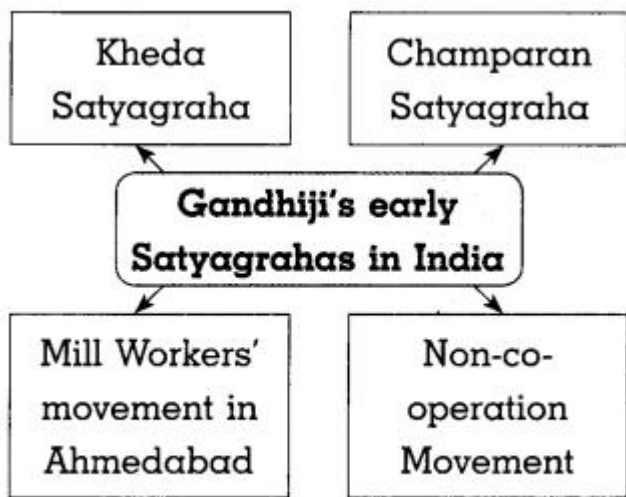 Kheda
Satyagraha
Champaran
Satyagraha
Gandhiji's early
Satyagrahas in India
Mill Workers'
movement in
Ahmedabad
Non-co-
operation
Movement